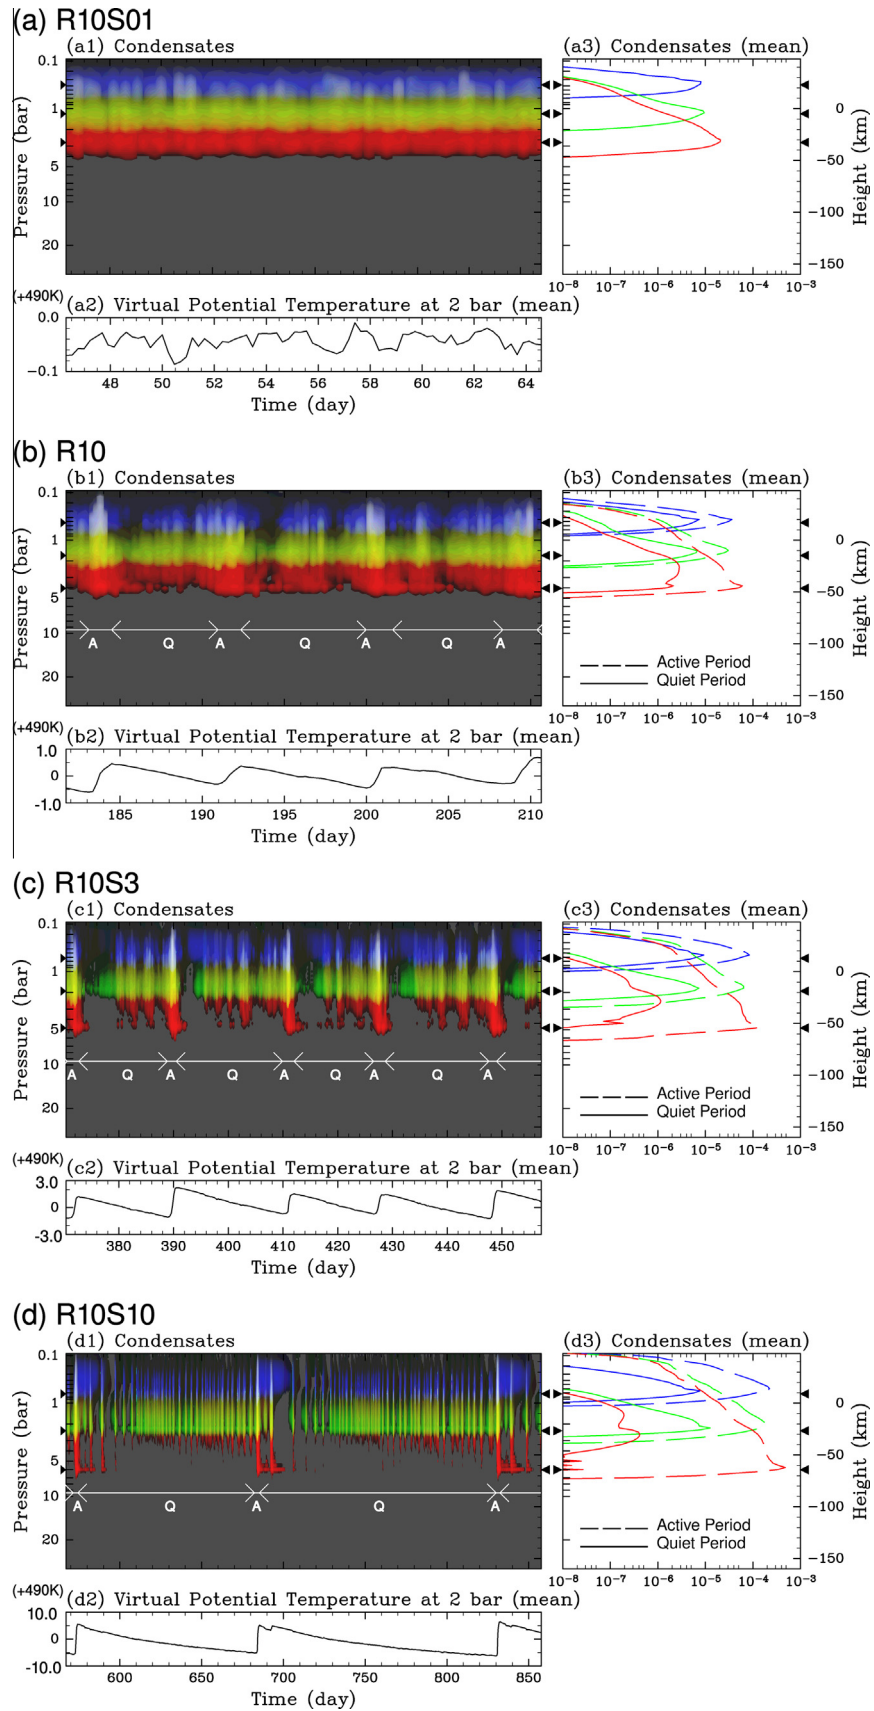 (a) R10S01
(a1) Condensates
(a3) Condensates (mean)
Pressure (bar)
0.1
1
5
10
20
0
−50
−100
−150
Height (km)
10⁻⁸ 10⁻⁷ 10⁻⁶ 10⁻⁵ 10⁻⁴ 10⁻³
(+490K)
(a2) Virtual Potential Temperature at 2 bar (mean)
0.0
−0.1
48 50 52 54 56 58 60 62 64
Time (day)
(b) R10
(b1) Condensates
(b3) Condensates (mean)
Pressure (bar)
0.1
1
5
10
20
A Q A Q A Q A
0
−50
−100
−150
Height (km)
Active Period
Quiet Period
10⁻⁸ 10⁻⁷ 10⁻⁶ 10⁻⁵ 10⁻⁴ 10⁻³
(+490K)
(b2) Virtual Potential Temperature at 2 bar (mean)
1.0
0
-1.0
185 190 195 200 205 210
Time (day)
(c) R10S3
(c1) Condensates
(c3) Condensates (mean)
Pressure (bar)
0.1
1
5
10
20
A Q A Q A Q A Q A
0
−50
−100
−150
Height (km)
Active Period
Quiet Period
10⁻⁸ 10⁻⁷ 10⁻⁶ 10⁻⁵ 10⁻⁴ 10⁻³
(+490K)
(c2) Virtual Potential Temperature at 2 bar (mean)
3.0
0
-3.0
380 390 400 410 420 430 440 450
Time (day)
(d) R10S10
(d1) Condensates
(d3) Condensates (mean)
Pressure (bar)
0.1
1
5
10
20
A Q A Q A
0
−50
−100
−150
Height (km)
Active Period
Quiet Period
10⁻⁸ 10⁻⁷ 10⁻⁶ 10⁻⁵ 10⁻⁴ 10⁻³
(+490K)
(d2) Virtual Potential Temperature at 2 bar (mean)
10.0
0
-10.0
600 650 700 750 800 850
Time (day)